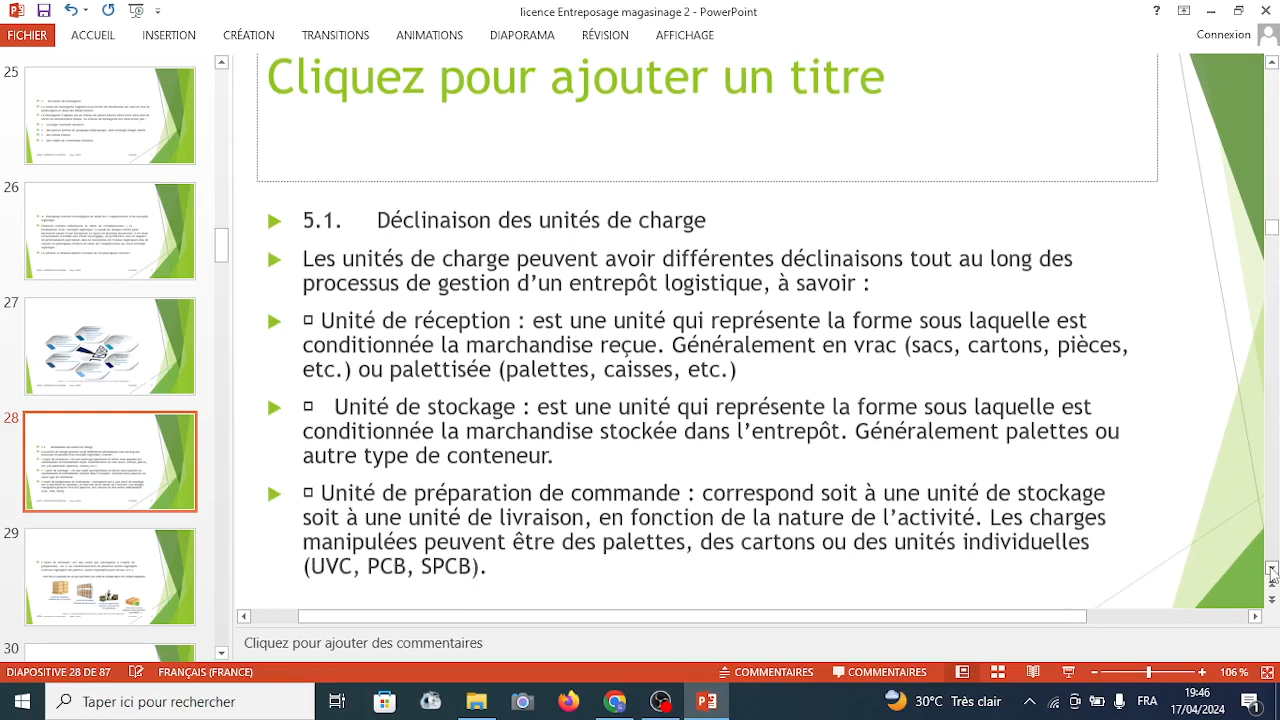 licence Entreposage magasinage 2 - PowerPoint
FICHIER ACCUEIL INSERTION CRÉATION TRANSITIONS ANIMATIONS DIAPORAMA RÉVISION AFFICHAGE Connexion
25
26
27
28
29
30
Cliquez pour ajouter un titre
5.1. Déclinaison des unités de charge
Les unités de charge peuvent avoir différentes déclinaisons tout au long des
processus de gestion d’un entrepôt logistique, à savoir :
Unité de réception : est une unité qui représente la forme sous laquelle est
conditionnée la marchandise reçue. Généralement en vrac (sacs, cartons, pièces,
etc.) ou palettisée (palettes, caisses, etc.)
Unité de stockage : est une unité qui représente la forme sous laquelle est
conditionnée la marchandise stockée dans l’entrepôt. Généralement palettes ou
autre type de conteneur.
Unité de préparation de commande : correspond soit à une unité de stockage
soit à une unité de livraison, en fonction de la nature de l’activité. Les charges
manipulées peuvent être des palettes, des cartons ou des unités individuelles
(UVC, PCB, SPCB).
Cliquez pour ajouter des commentaires
DIAPOSITIVE 28 DE 87 FRANÇAIS (FRANCE) COMMENTAIRES COMMENTAIRES 106 %
Taper ici pour rechercher
30°C Très clair
19:46
17/04/2024